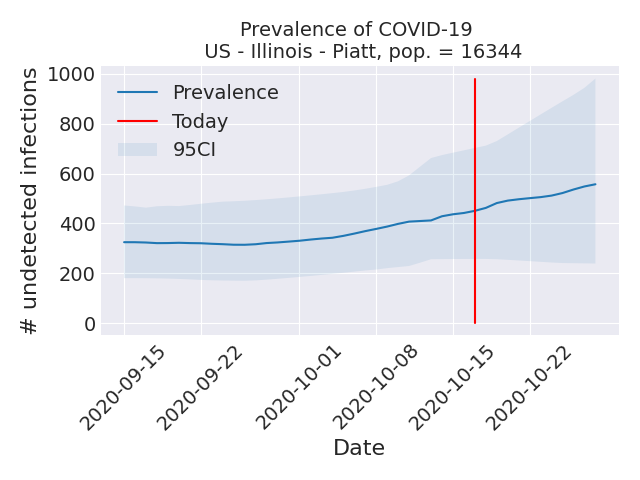 Prevalence of COVID-19
US - Illinois - Piatt, pop. = 16344
# undetected infections
1000
800
600
400
200
0
Prevalence
Today
95CI
2020-09-15
2020-09-22
2020-10-01
2020-10-08
2020-10-15
2020-10-22
Date